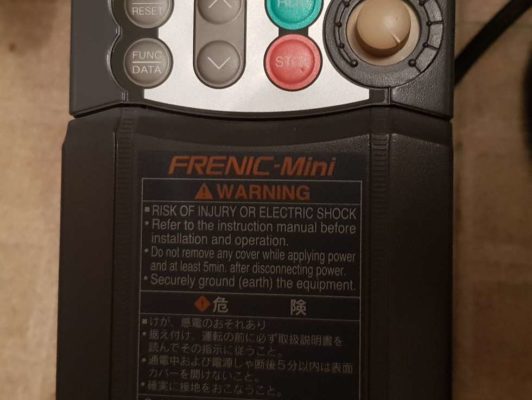 RESET
RUN
FUNC
DATA
STOP
FRENIC-Mini
WARNING
■ RISK OF INJURY OR ELECTRIC SHOCK
• Refer to the instruction manual before
installation and operation.
• Do not remove any cover while applying power
and at least 5min. after disconnecting power.
• Securely ground (earth) the equipment.
危 険
■ けが、感電のおそれあり
• 据え付け、運転の前に必ず取扱説明書を
読んでその指示に従うこと。
• 通電中および電源しゃ断後5分以内は表面
カバーを開けないこと。
• 確実に接地をおこなうこと。